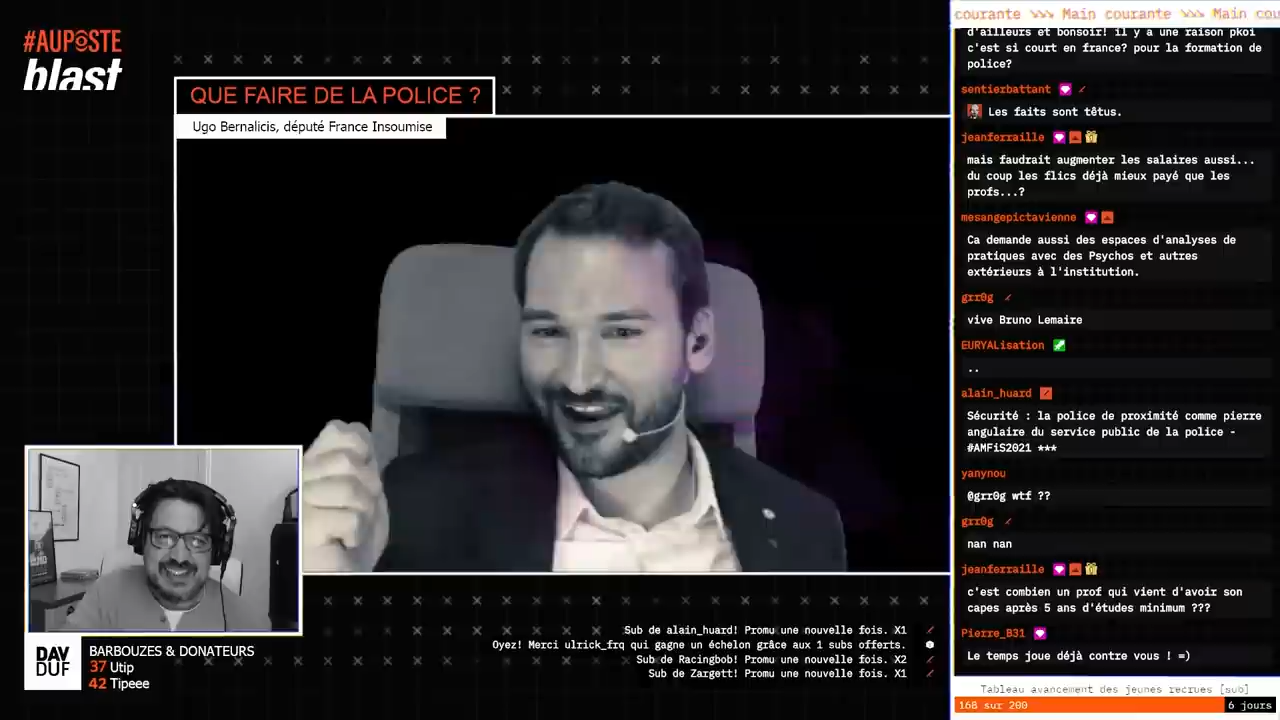 #AUPOSTE
blast
QUE FAIRE DE LA POLICE ?
Ugo Bernalicis, député France Insoumise
DAV
DUF
BARBOUZES & DONATEURS
37 Utip
42 Tipeee
Sub de alain_huard! Promu une nouvelle fois. X1
Oyez! Merci ulrick_frq qui gagne un échelon grâce aux 1 subs offerts.
Sub de Racingbob! Promu une nouvelle fois. X2
Sub de Zargett! Promu une nouvelle fois. X1
courante >>> Main courante >>> Main cou
d'ailleurs et bonsoir! il y a une raison pkoi
c'est si court en france? pour la formation de
police?
sentierbattant
Les faits sont têtus.
jeanferraille
mais faudrait augmenter les salaires aussi...
du coup les flics déjà mieux payé que les
profs...?
mesangepictavienne
Ca demande aussi des espaces d'analyses de
pratiques avec des Psychos et autres
extérieurs à l'institution.
grr0g
vive Bruno Lemaire
EURYALisation
..
alain_huard
Sécurité : la police de proximité comme pierre
angulaire du service public de la police -
#AMFiS2021 ***
yanynou
@grr0g wtf ??
grr0g
nan nan
jeanferraille
c'est combien un prof qui vient d'avoir son
capes après 5 ans d'études minimum ???
Pierre_B31
Le temps joue déjà contre vous ! =)
Tableau avancement des jeunes recrues [sub]
168 sur 200
6 jours